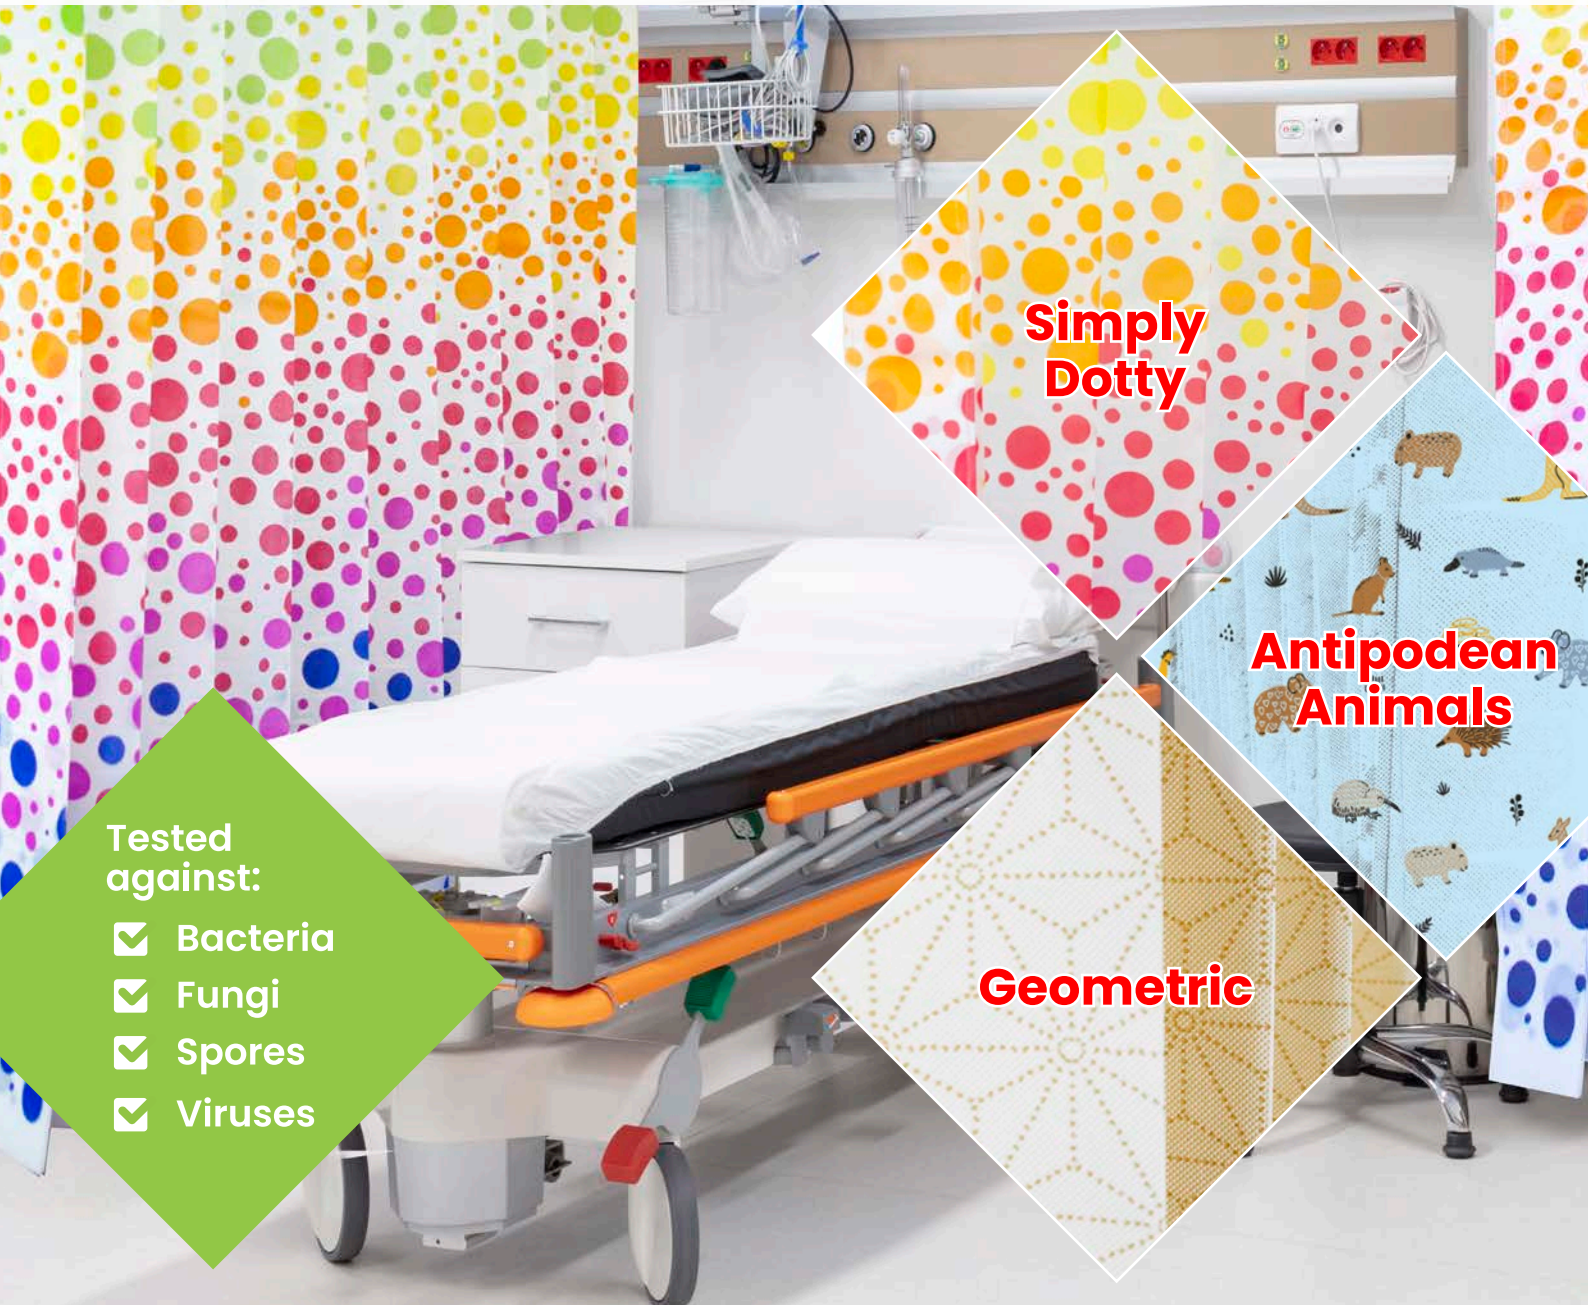 Simply
Dotty
Antipodean
Animals
Geometric
Tested
against:
Bacteria
Fungi
Spores
Viruses